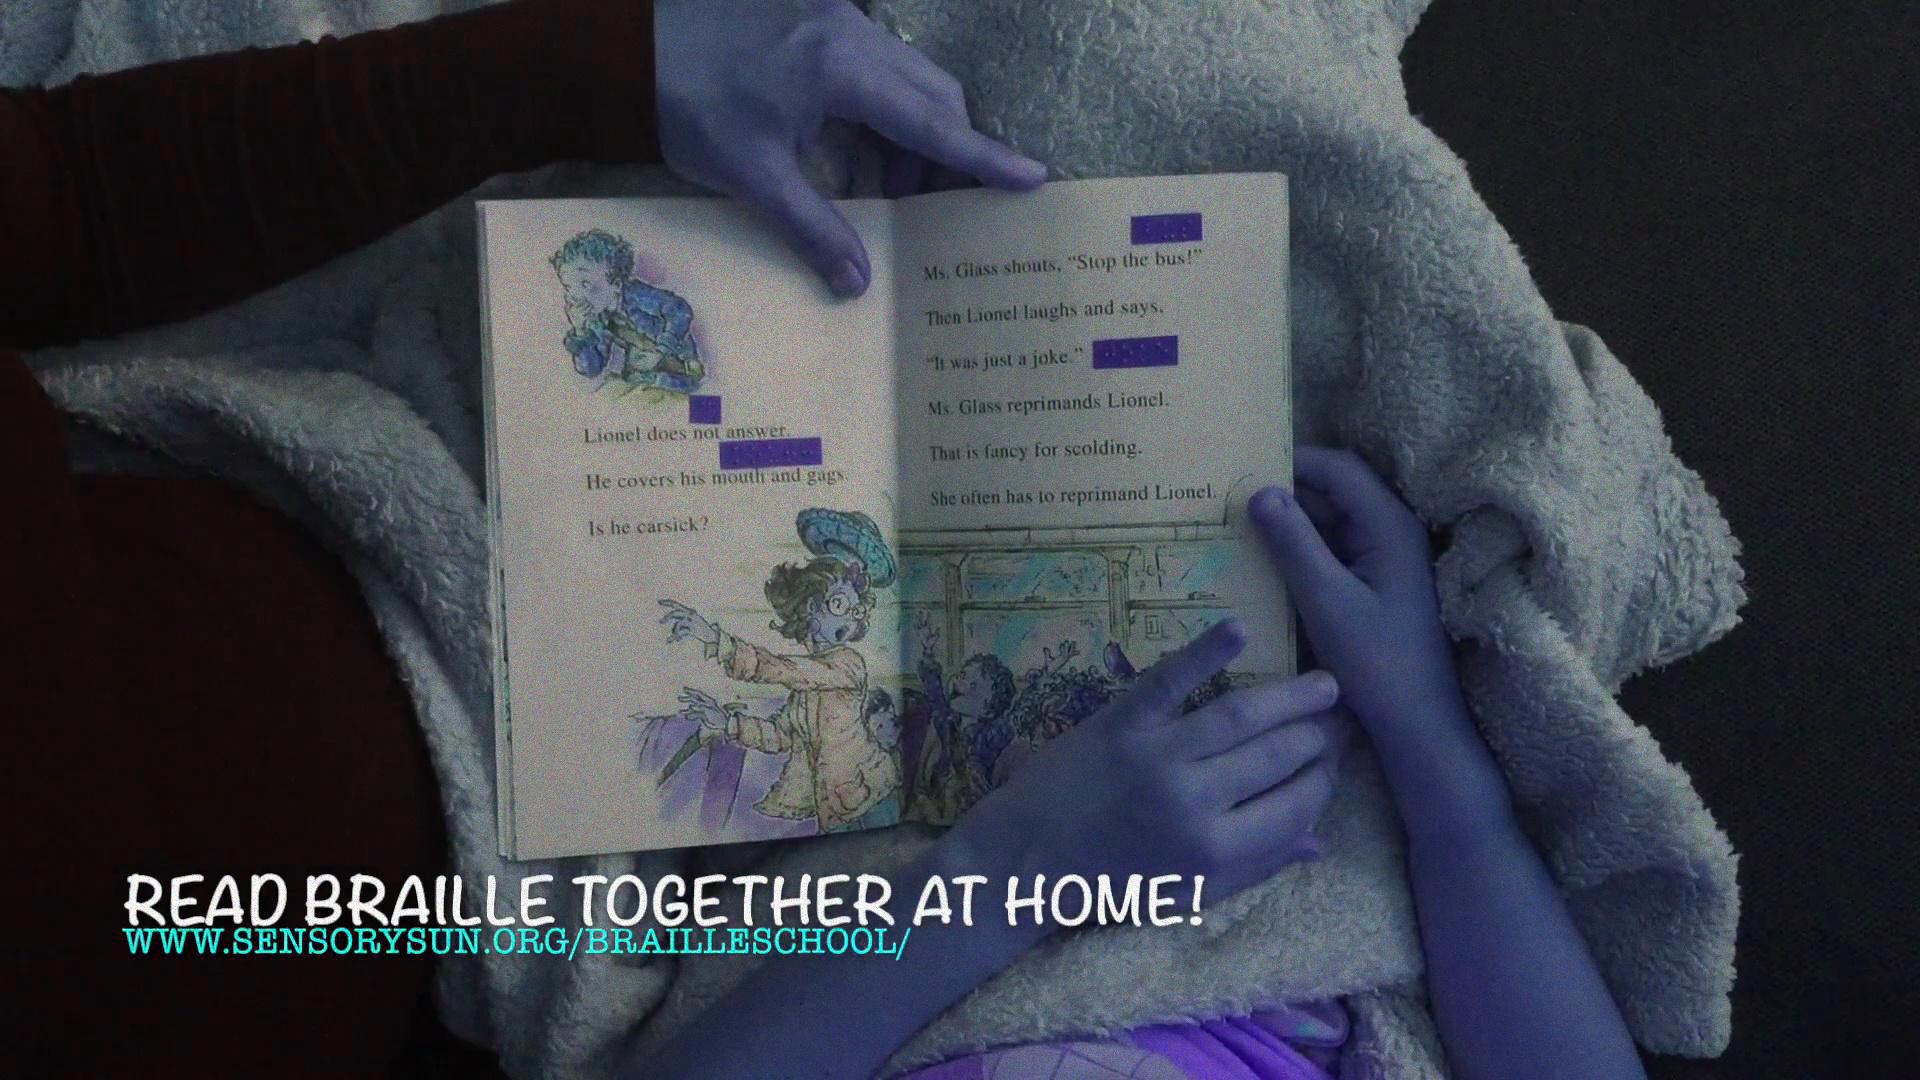 Lionel does not answer.
He covers his mouth and gags.
Is he carsick?
Ms. Glass shouts, “Stop the bus!”
Then Lionel laughs and says,
“It was just a joke.”
Ms. Glass reprimands Lionel.
That is fancy for scolding.
She often has to reprimand Lionel.
READ BRAILLE TOGETHER AT HOME!
WWW.SENSORYSUN.ORG/BRAILLESCHOOL/